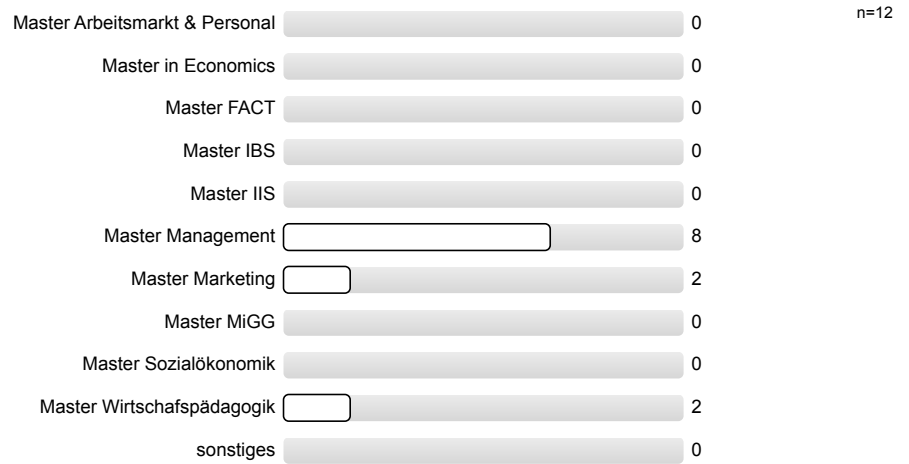 Master Arbeitsmarkt & Personal 0 n=12
Master in Economics 0
Master FACT 0
Master IBS 0
Master IIS 0
Master Management 8
Master Marketing 2
Master MiGG 0
Master Sozialökonomik 0
Master Wirtschafspädagogik 2
sonstiges 0